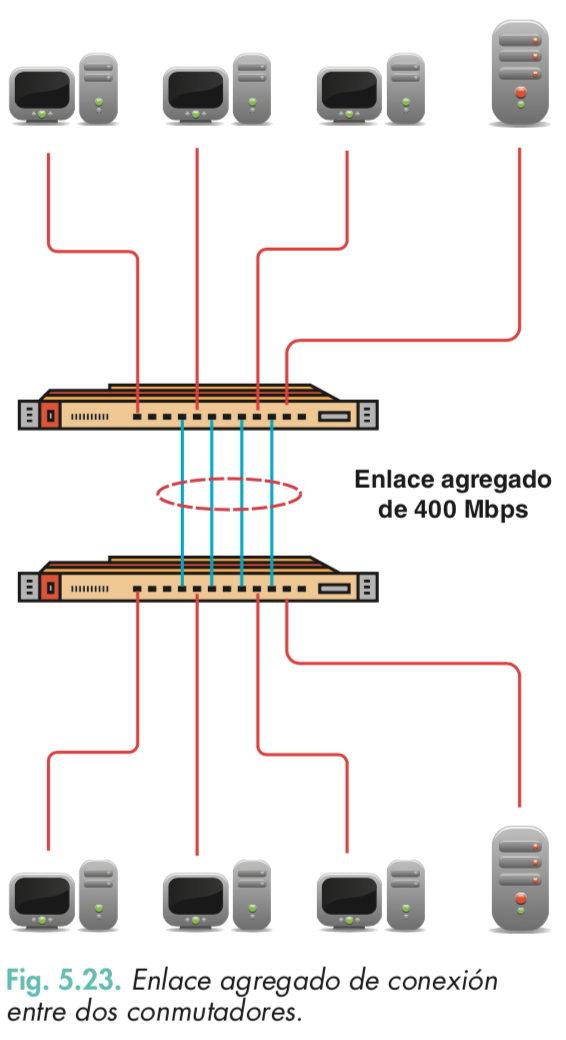 Enlace agregado
de 400 Mbps
Fig. 5.23. Enlace agregado de conexión
entre dos conmutadores.